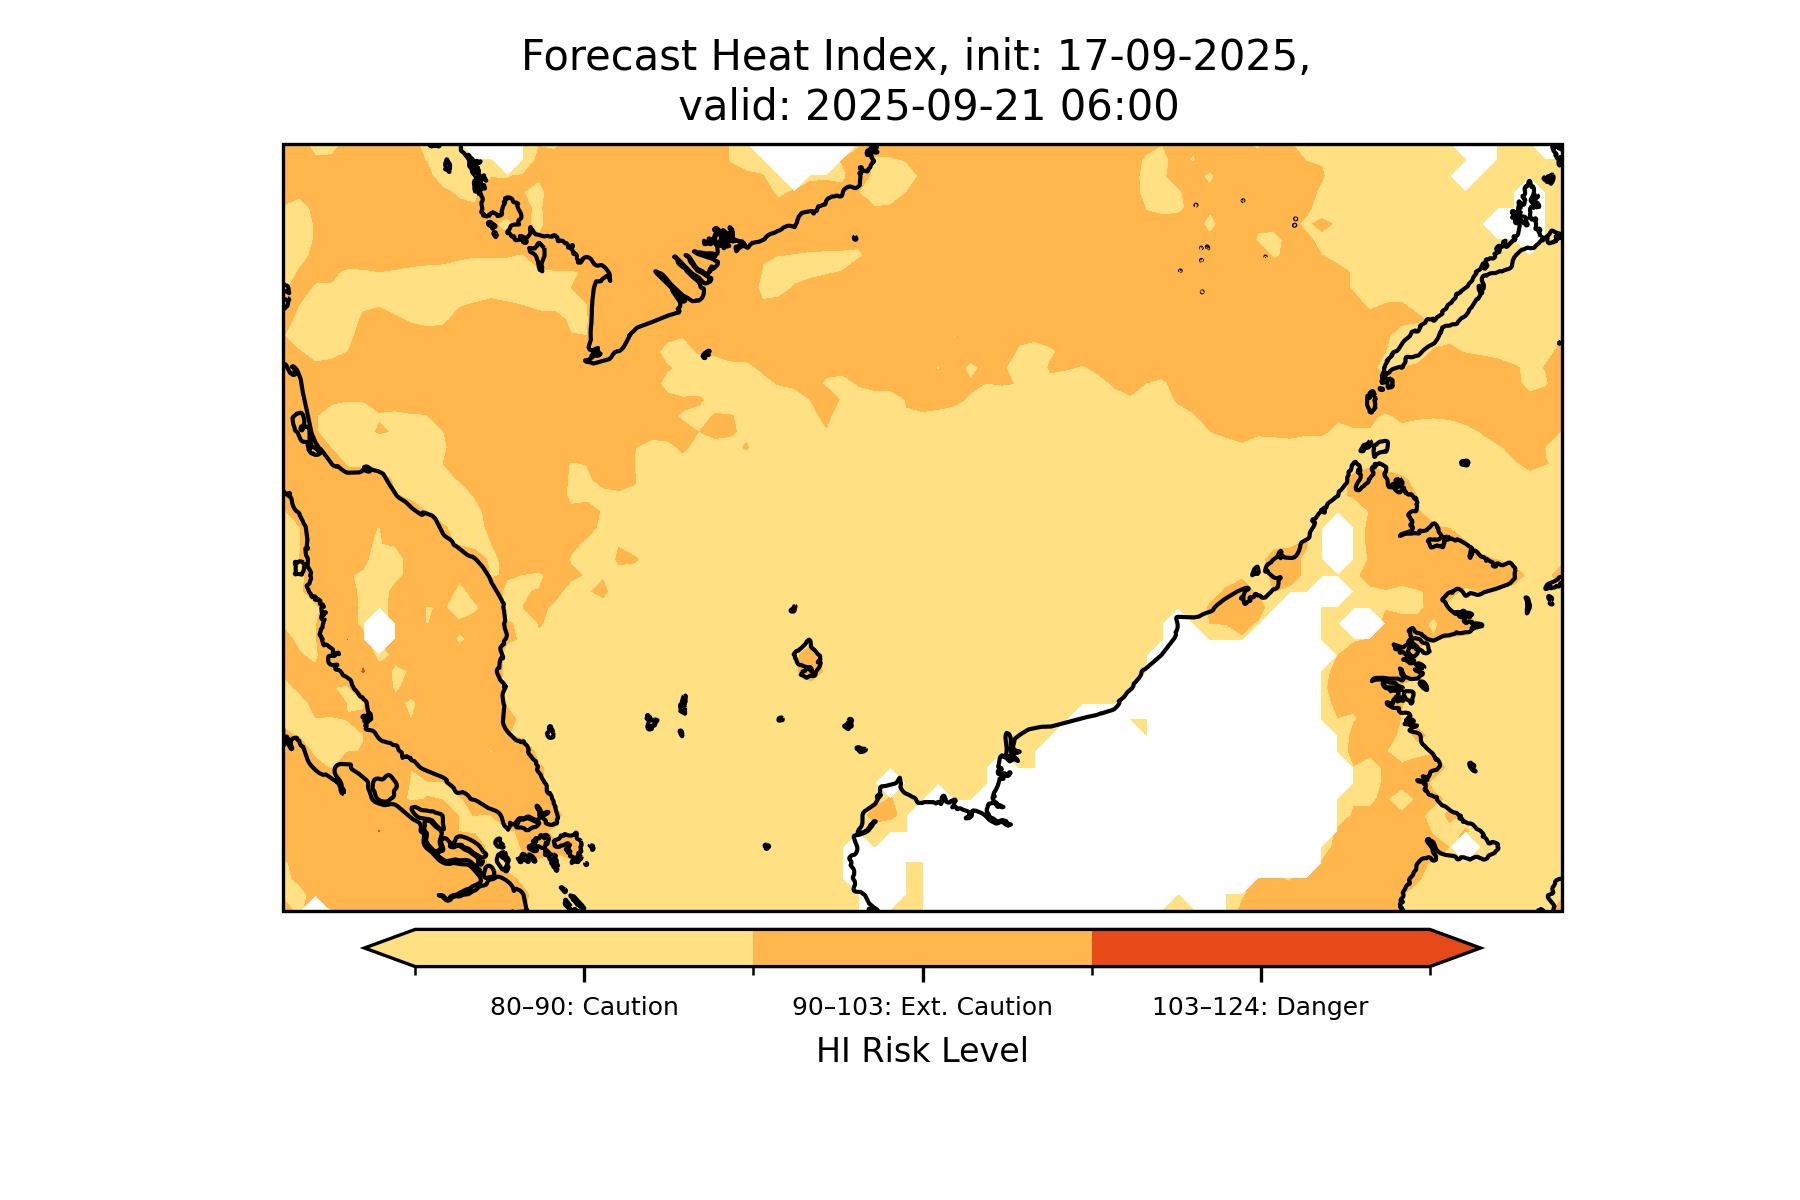 Forecast Heat Index, init: 17-09-2025,
valid: 2025-09-21 06:00
80–90: Caution
90–103: Ext. Caution
103–124: Danger
HI Risk Level